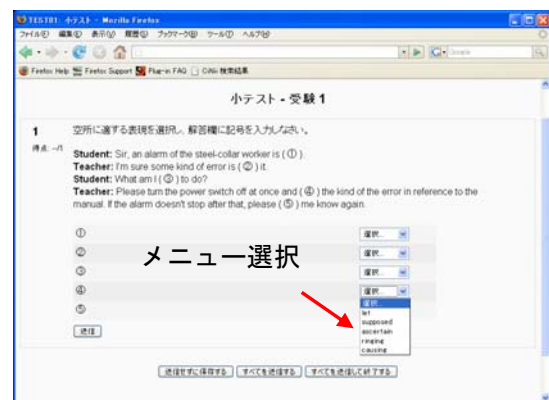 TEST01: 小テスト - Mozilla Firefox
ファイル(F) 編集(E) 表示(V) 履歴(S) ブックマーク(B) ツール(T) ヘルプ(H)
Google
Firefox Help Firefox Support Plug-in FAQ CiNii 検索結果
小テスト - 受験 1
1
得点: --/1
空所に適する表現を選択し、解答欄に記号を入力しなさい。
Student: Sir, an alarm of the steel-collar worker is ( ① ).
Teacher: I'm sure some kind of error is ( ② ) it.
Student: What am I ( ③ ) to do?
Teacher: Please turn the power switch off at once and ( ④ ) the kind of the error in reference to the
manual. If the alarm doesn't stop after that, please ( ⑤ ) me know again.
① 選択...
② 選択...
③ 選択...
④ 選択...
⑤
メニュー選択
選択...
let
supposed
ascertain
ringing
causing
送信
送信せずに保存する すべてを送信する すべてを送信して終了する